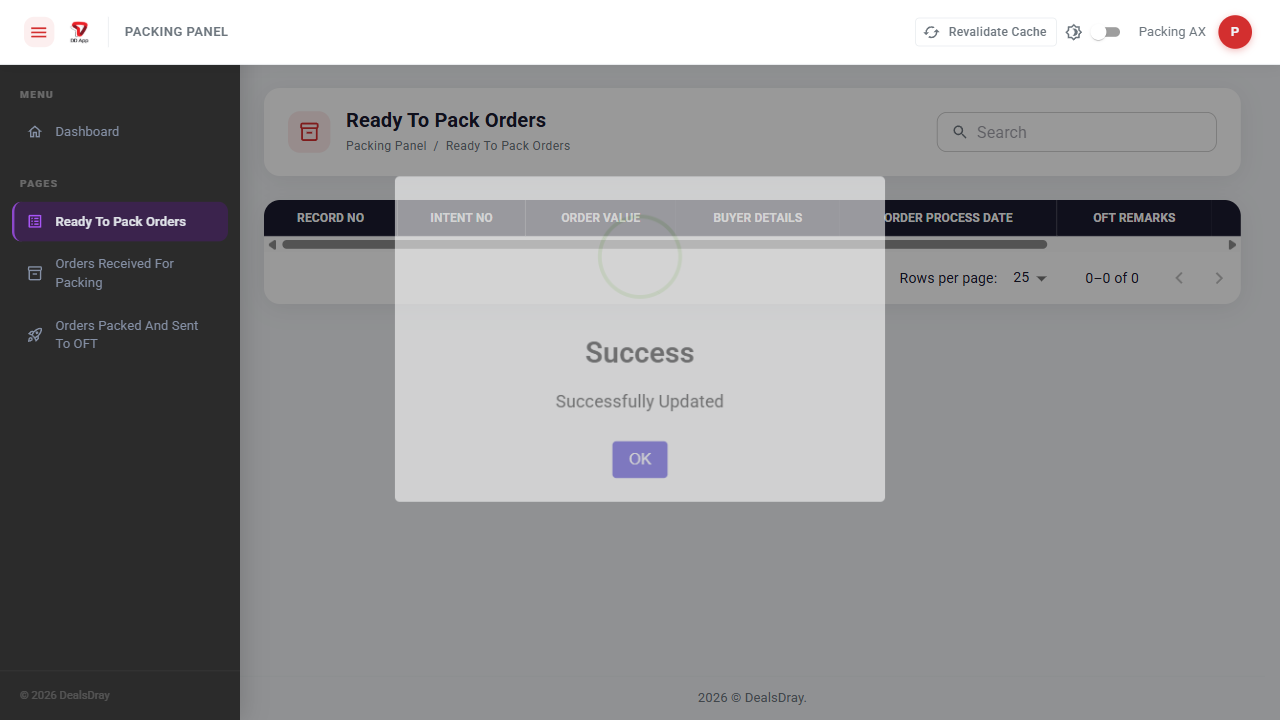 DD App
PACKING PANEL
Revalidate Cache
Packing AX
P
MENU
Dashboard
PAGES
Ready To Pack Orders
Orders Received For
Packing
Orders Packed And Sent
To OFT
© 2026 DealsDray
Ready To Pack Orders
Packing Panel / Ready To Pack Orders
Search
RECORD NO INTENT NO ORDER VALUE BUYER DETAILS ORDER PROCESS DATE OFT REMARKS
Rows per page: 25 0–0 of 0
Success
Successfully Updated
OK
2026 © DealsDray.